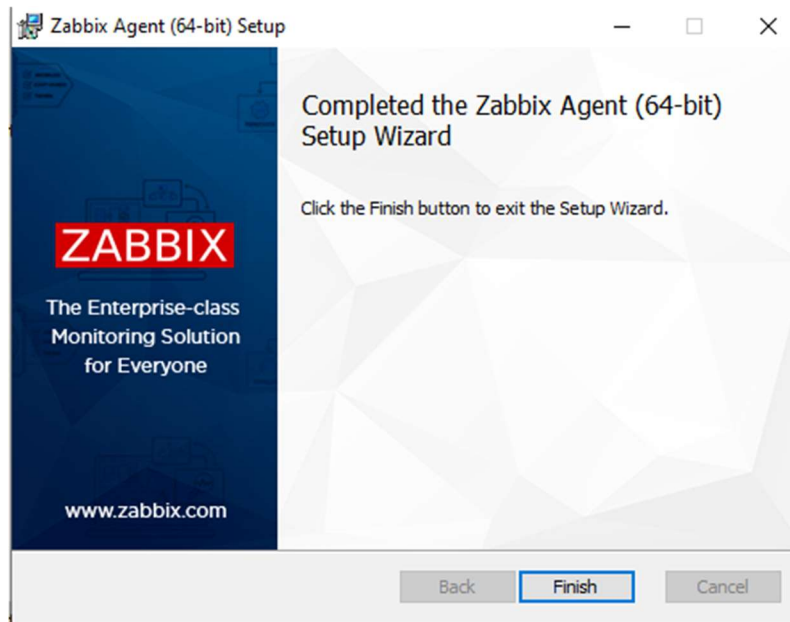 Zabbix Agent (64-bit) Setup
Completed the Zabbix Agent (64-bit)
Setup Wizard
Click the Finish button to exit the Setup Wizard.
ZABBIX
The Enterprise-class
Monitoring Solution
for Everyone
www.zabbix.com
Back
Finish
Cancel